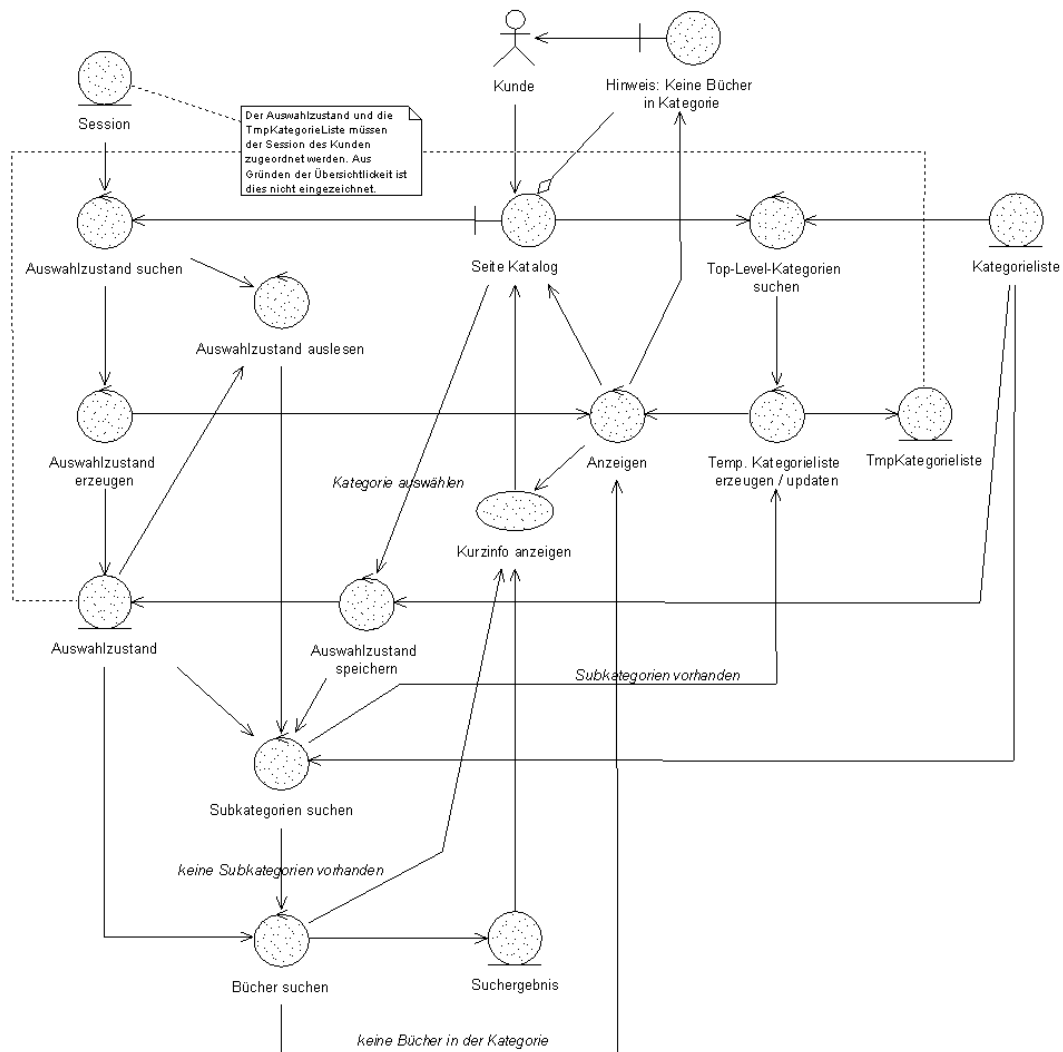 Kunde
Hinweis: Keine Bücher
in Kategorie
Session
Der Auswahlzustand und die
TmpKategorieListe müssen
der Session des Kunden
zugeordnet werden. Aus
Gründen der Übersichtlickeit ist
dies nicht eingezeichnet.
Auswahlzustand suchen
Seite Katalog
Top-Level-Kategorien
suchen
Kategorieliste
Auswahlzustand auslesen
Auswahlzustand
erzeugen
Anzeigen
Temp. Kategorieliste
erzeugen / updaten
TmpKategorieliste
Kategorie auswählen
Kurzinfo anzeigen
Auswahlzustand
Auswahlzustand
speichern
Subkategorien vorhanden
Subkategorien suchen
keine Subkategorien vorhanden
Bücher suchen
Suchergebnis
keine Bücher in der Kategorie